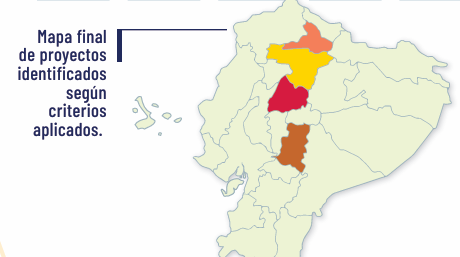 Mapa final
de proyectos
identificados
según
criterios
aplicados.